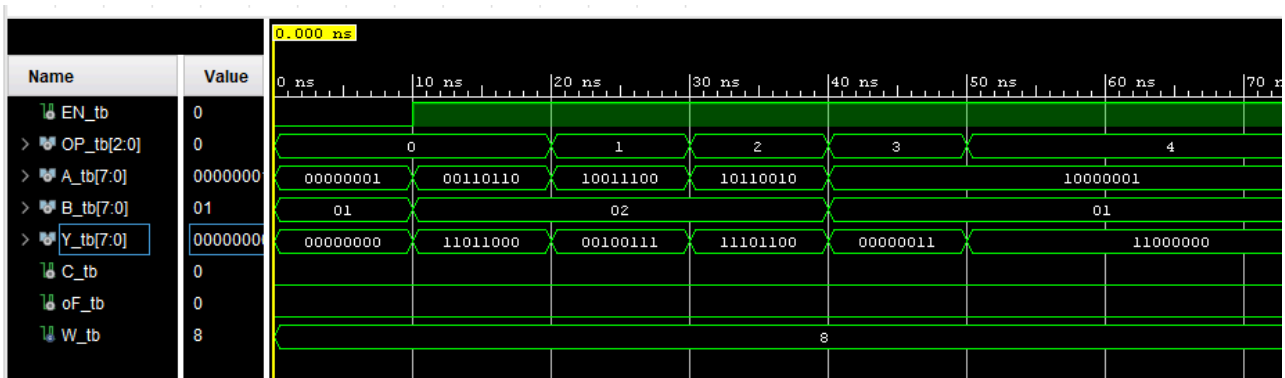 0.000 ns
Name Value 0 ns 10 ns 20 ns 30 ns 40 ns 50 ns 60 ns 70 n
EN_tb 0
OP_tb[2:0] 0 0 1 2 3 4
A_tb[7:0] 0000000 00000001 00110110 10011100 10110010 10000001
B_tb[7:0] 01 01 02 01
Y_tb[7:0] 0000000 00000000 11011000 00100111 11101100 00000011 11000000
C_tb 0
oF_tb 0
W_tb 8 8